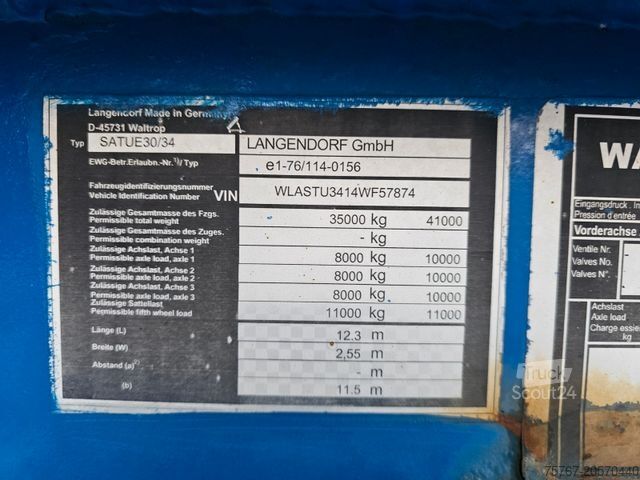 Langendorf Made in Germany
D-45731 Waltrop
Typ SATUE30/34 LANGENDORF GmbH
EWG-Betr.Erlaubn.-Nr. 1)/ Typ e1-76/114-0156
Fahrzeugidentifizierungsnummer
Vehicle Identification Number VIN WLASTU3414WF57874
Zulässige Gesamtmasse des Fzgs.
Permissible total weight 35000 kg 41000
Zulässige Gesamtmasse des Zuges.
Permissible combination weight - kg
Zulässige Achslast, Achse 1
Permissible axle load, axle 1 8000 kg 10000
Zulässige Achslast, Achse 2
Permissible axle load, axle 2 8000 kg 10000
Zulässige Achslast, Achse 3
Permissible axle load, axle 3 8000 kg 10000
Zulässige Sattellast
Permissible fifth wheel load 11000 kg 11000
Länge (L) 12.3 m
Breite (W) 2,55 m
Abstand (a) 2) - m
(b) 11.5 m
WA
Eingangsdruck
Pression d'entrée
Vorderachse
Ventile Nr.
Valves No.
Valves N°.
Achslast
Axle load
Charge essie
kg
Truck
Scout24
75767-20570440